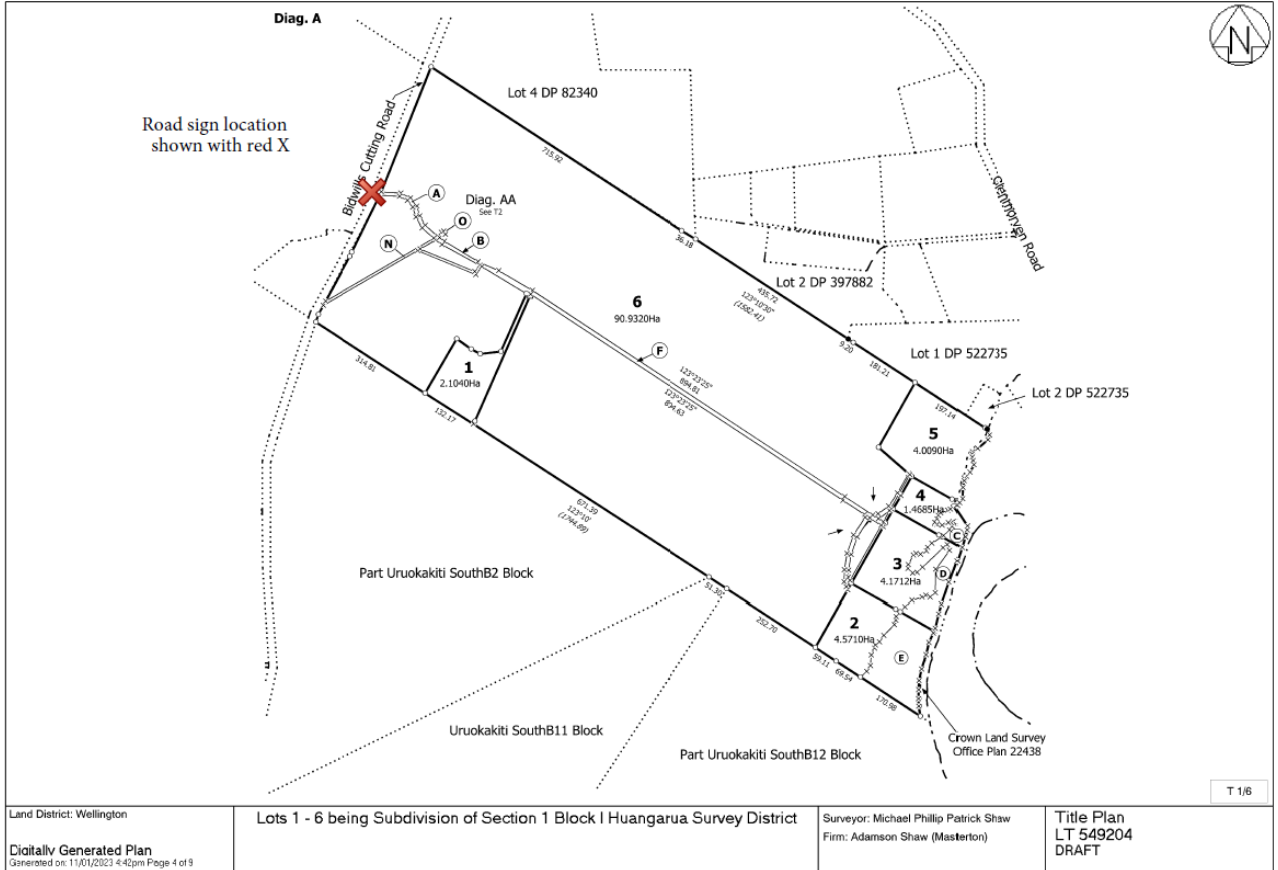 Diag. A
N
Lot 4 DP 82340
Road sign location
shown with red X
Bidwills Cutting Road
715.92
Glenmorven Road
A
Diag. AA
See T2
O
N
B
36.18
Lot 2 DP 397882
435.72
123°10'30"
(1582.41)
6
90.9320Ha
9.20
181.21
Lot 1 DP 522735
F
314.81
1
2.1040Ha
123°23'25"
894.81
123°23'25"
894.63
Lot 2 DP 522735
197.14
132.17
5
4.0090Ha
671.39
123°10'
(1744.89)
4
1.4685Ha
C
3
4.1712Ha
D
Part Uruokakiti SouthB2 Block
51.30
252.70
2
4.5710Ha
E
59.11
69.54
170.98
Uruokakiti SouthB11 Block
Part Uruokakiti SouthB12 Block
Crown Land Survey
Office Plan 22438
T 1/6
Land District: Wellington
Digitally Generated Plan
Generated on: 11/01/2023 4:42pm Page 4 of 9
Lots 1 - 6 being Subdivision of Section 1 Block I Huangarua Survey District
Surveyor: Michael Phillip Patrick Shaw
Firm: Adamson Shaw (Masterton)
Title Plan
LT 549204
DRAFT